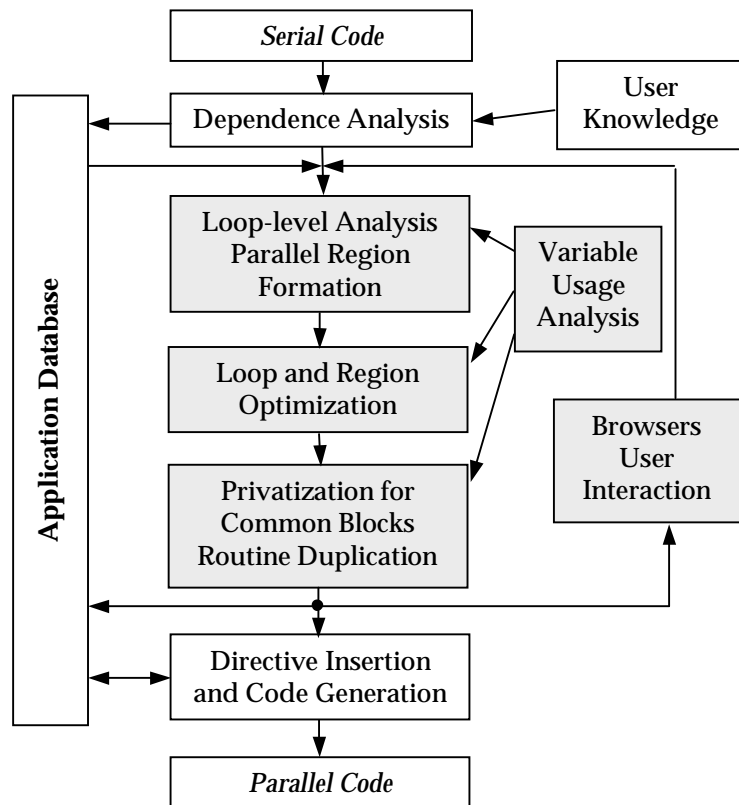 Serial Code
Dependence Analysis
User
Knowledge
Loop-level Analysis
Parallel Region
Formation
Variable
Usage
Analysis
Application Database
Loop and Region
Optimization
Browsers
User
Interaction
Privatization for
Common Blocks
Routine Duplication
Directive Insertion
and Code Generation
Parallel Code